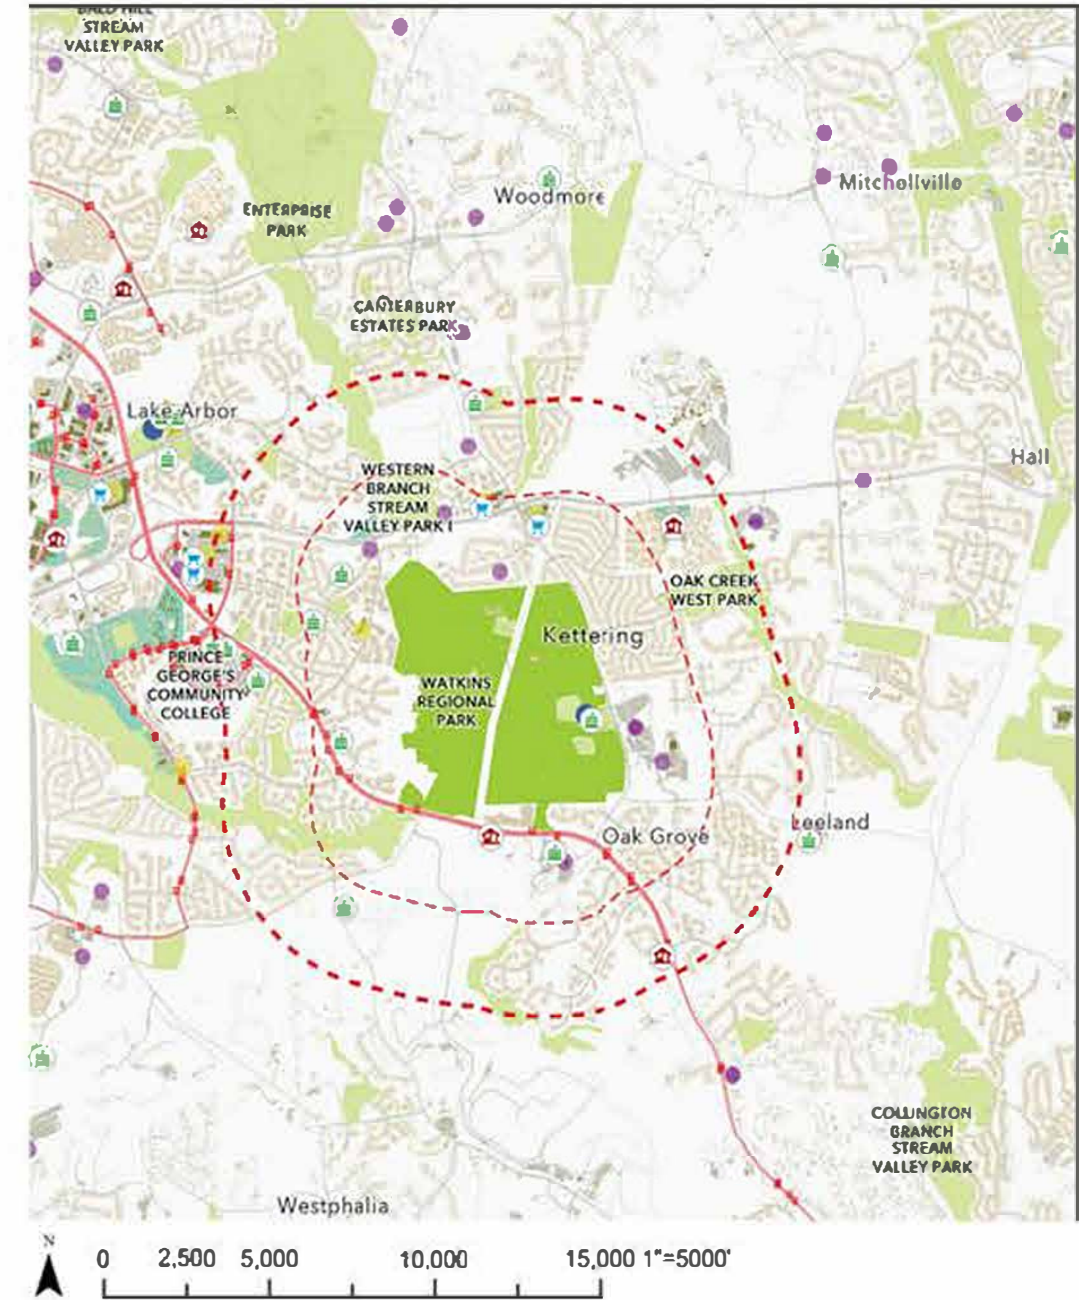 BALD HILL
STREAM
VALLEY PARK
Woodmore
Mitchellville
ENTERPRISE
PARK
CANTERBURY
ESTATES PARK
Lake Arbor
Hall
WESTERN
BRANCH
STREAM
VALLEY PARK I
OAK CREEK
WEST PARK
Kettering
PRINCE
GEORGE'S
COMMUNITY
COLLEGE
WATKINS
REGIONAL
PARK
Oak Grove
Leeland
COLLINGTON
BRANCH
STREAM
VALLEY PARK
Westphalia
N
0 2,500 5,000 10,000 15,000 1"=5000'